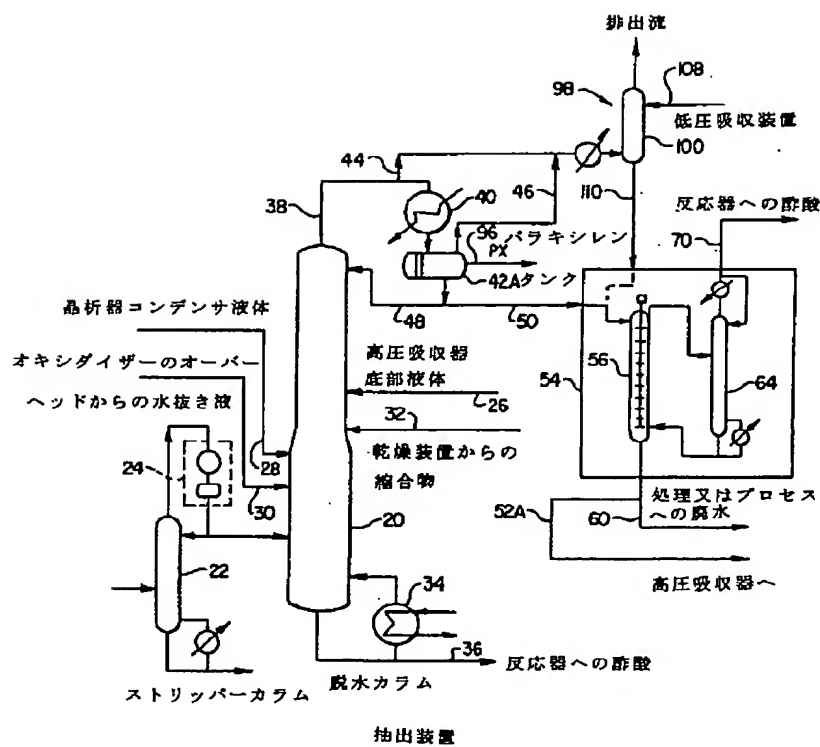 排出流
98
108
低圧吸収装置
100
44
38
40
46
110
反応器への酢酸
96
70
パラキシレン
PX
42Aタンク
晶析器コンデンサ液体
48
50
オキシダイザーのオーバー
ヘッドからの水抜き液
高圧吸収器
底部液体
26
54
56
64
32
24
28
乾燥装置からの
縮合物
30
20
処理又はプロセス
への廃水
52A
60
22
34
高圧吸収器へ
36
反応器への酢酸
ストリッパーカラム
脱水カラム
抽出装置